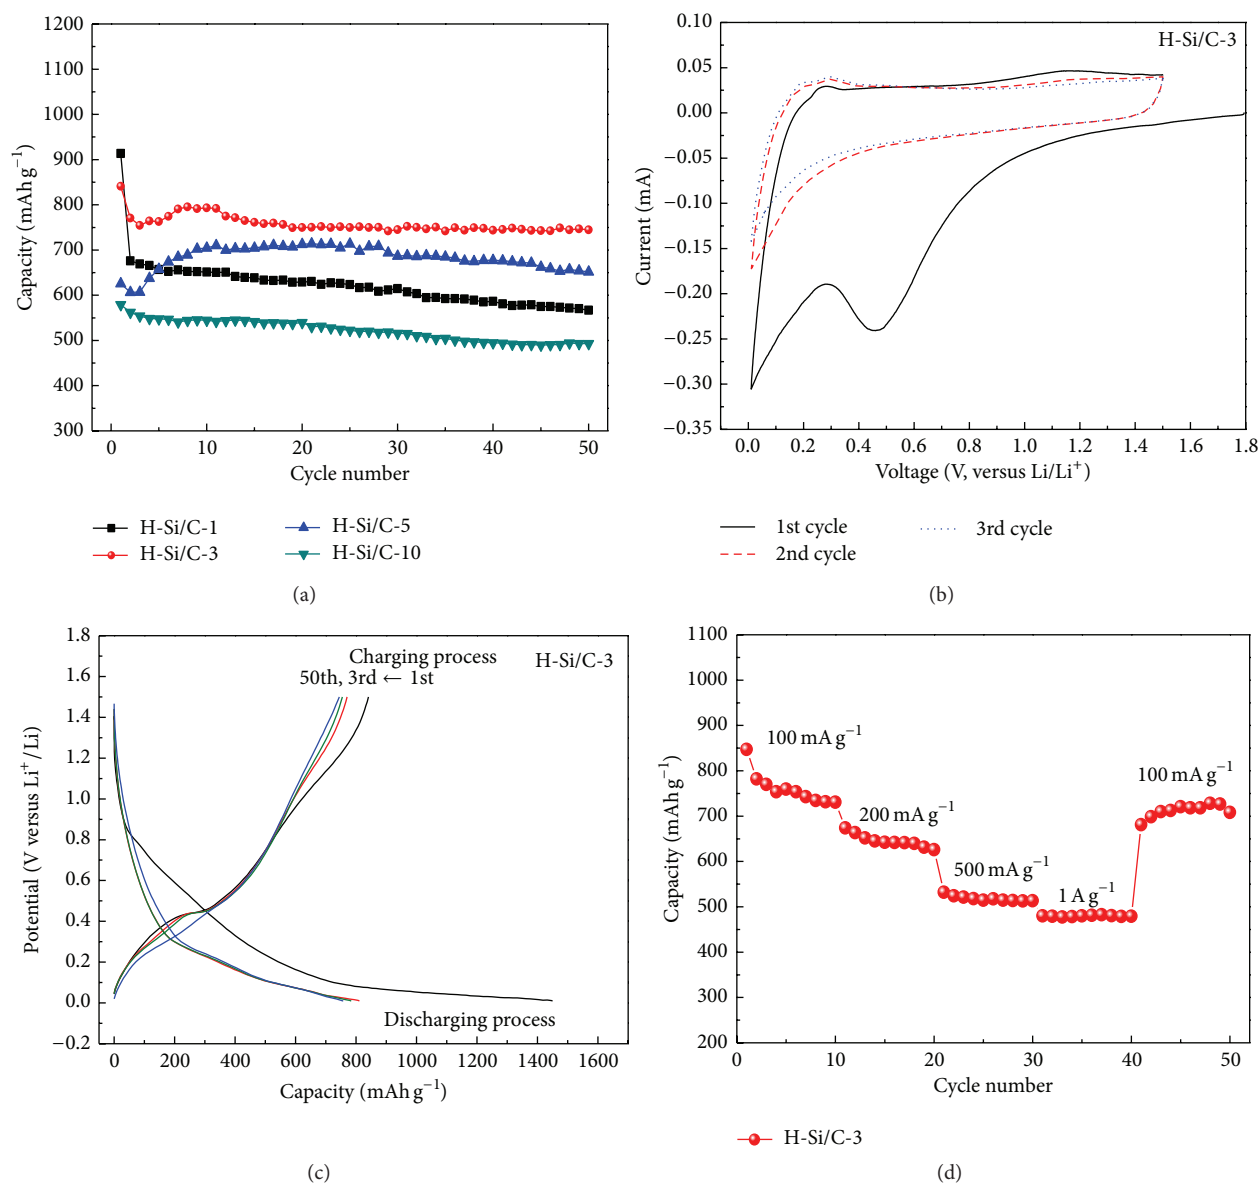 1200
1100
1000
900
800
700
600
500
400
300
Capacity (mAh g⁻¹)
0 10 20 30 40 50
Cycle number
H-Si/C-1
H-Si/C-3
H-Si/C-5
H-Si/C-10
(a)
H-Si/C-3
0.10
0.05
0.00
−0.05
−0.10
−0.15
−0.20
−0.25
−0.30
−0.35
Current (mA)
0.0 0.2 0.4 0.6 0.8 1.0 1.2 1.4 1.6 1.8
Voltage (V, versus Li/Li⁺)
1st cycle
2nd cycle
3rd cycle
(b)
1.8
1.6
1.4
1.2
1.0
0.8
0.6
0.4
0.2
0.0
−0.2
Potential (V versus Li⁺/Li)
Charging process
50th, 3rd ← 1st
H-Si/C-3
Discharging process
0 200 400 600 800 1000 1200 1400 1600
Capacity (mAh g⁻¹)
(c)
1100
1000
900
800
700
600
500
400
300
200
Capacity (mAh g⁻¹)
100 mA g⁻¹
200 mA g⁻¹
500 mA g⁻¹
1 A g⁻¹
100 mA g⁻¹
0 10 20 30 40 50
Cycle number
H-Si/C-3
(d)